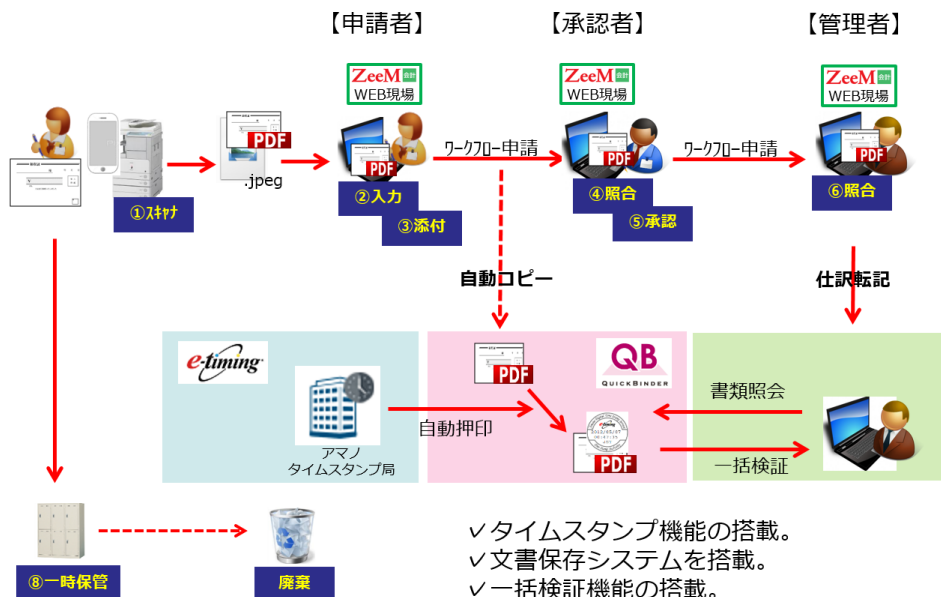 【申請者】
【承認者】
【管理者】
ZeeM 会計
WEB現場
ZeeM 会計
WEB現場
ZeeM 会計
WEB現場
PDF
.jpeg
PDF
ワークフロー申請
PDF
ワークフロー申請
PDF
①スキャナ
②入力
③添付
④照合
⑤承認
⑥照合
自動コピー
仕訳転記
e-timing
アマノ
タイムスタンプ局
自動押印
PDF
QB
QUICKBINDER
e-timing
PDF
書類照会
一括検証
⑧一時保管
廃棄
✓タイムスタンプ機能の搭載。
✓文書保存システムを搭載。
✓一括検証機能の搭載。